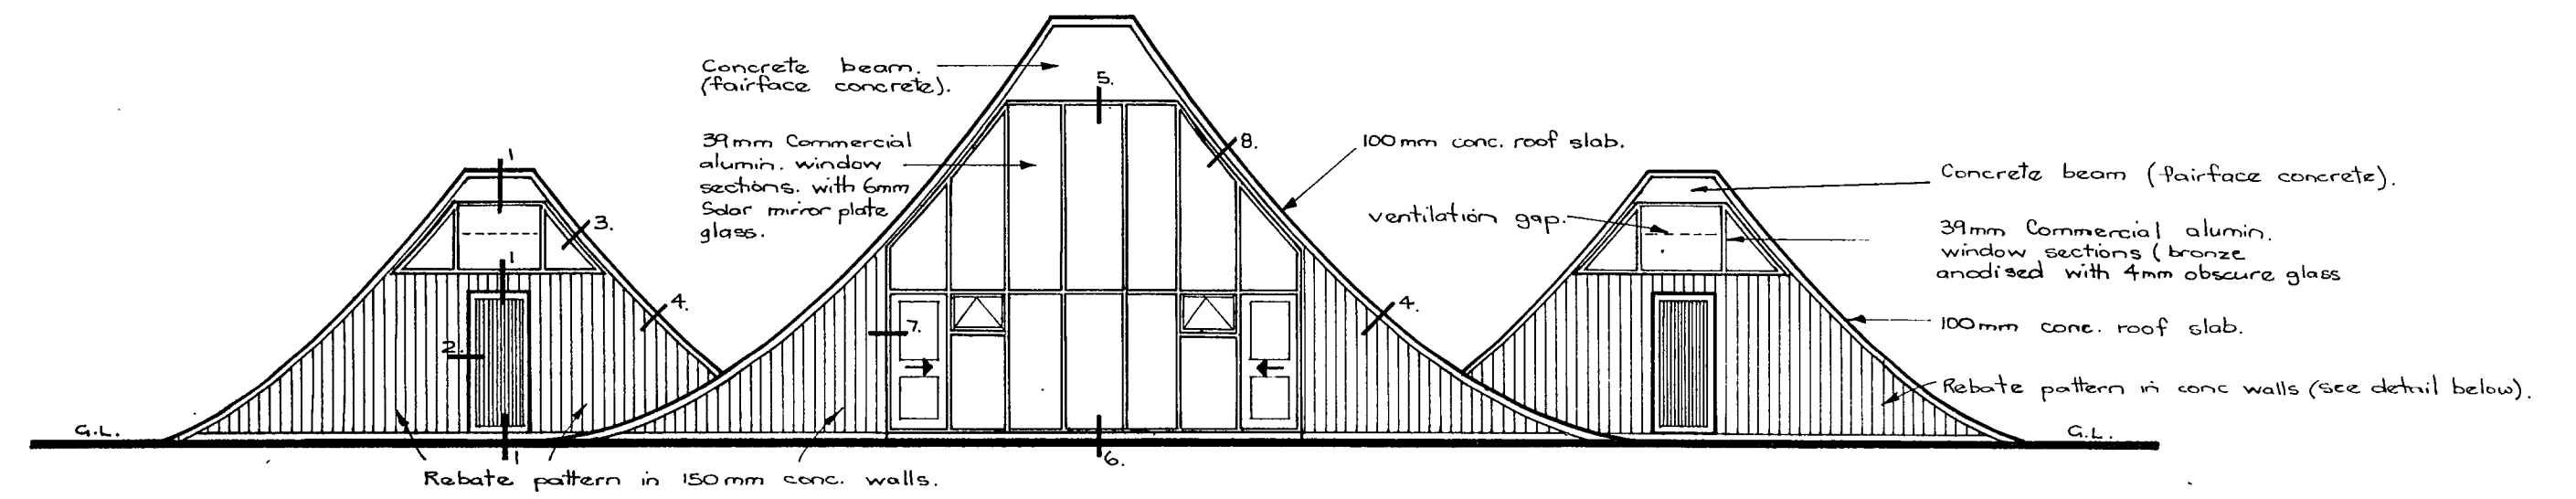 Concrete beam.
(fairface concrete).
39mm Commercial
alumin. window
sections. with 6mm
Solar mirror plate
glass.
1
1
3.
4.
2.
1
5.
8.
7.
4.
6.
100mm conc. roof slab.
ventilation gap.
Concrete beam (fairface concrete).
39mm Commercial alumin.
window sections (bronze
anodised with 4mm obscure glass
100mm conc. roof slab.
Rebate pattern in conc walls (see detail below).
G.L.
G.L.
Rebate pattern in 150mm conc. walls.